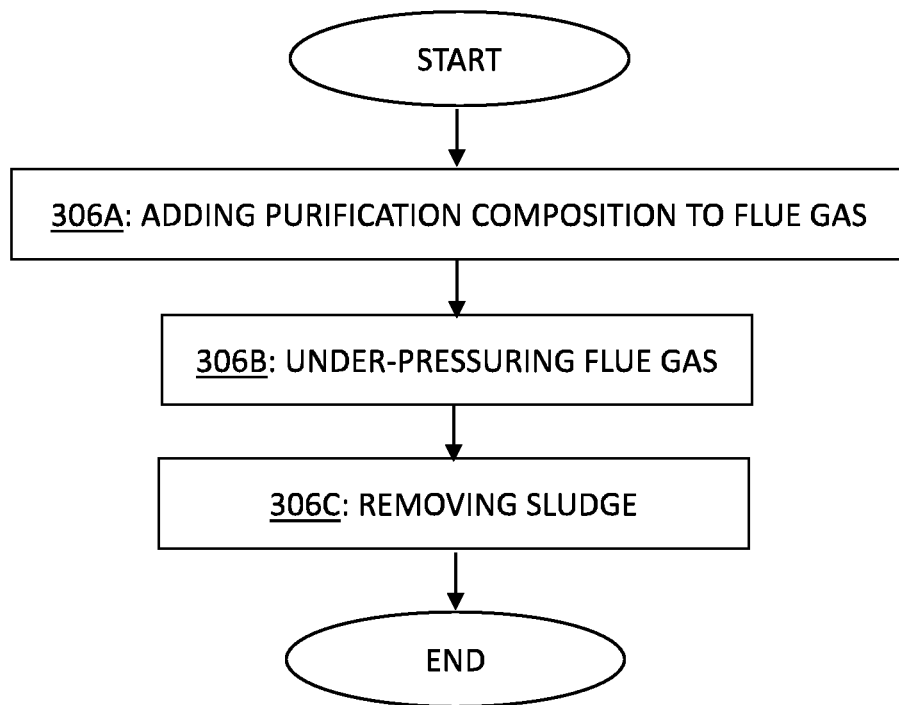 START
306A: ADDING PURIFICATION COMPOSITION TO FLUE GAS
306B: UNDER-PRESSURING FLUE GAS
306C: REMOVING SLUDGE
END